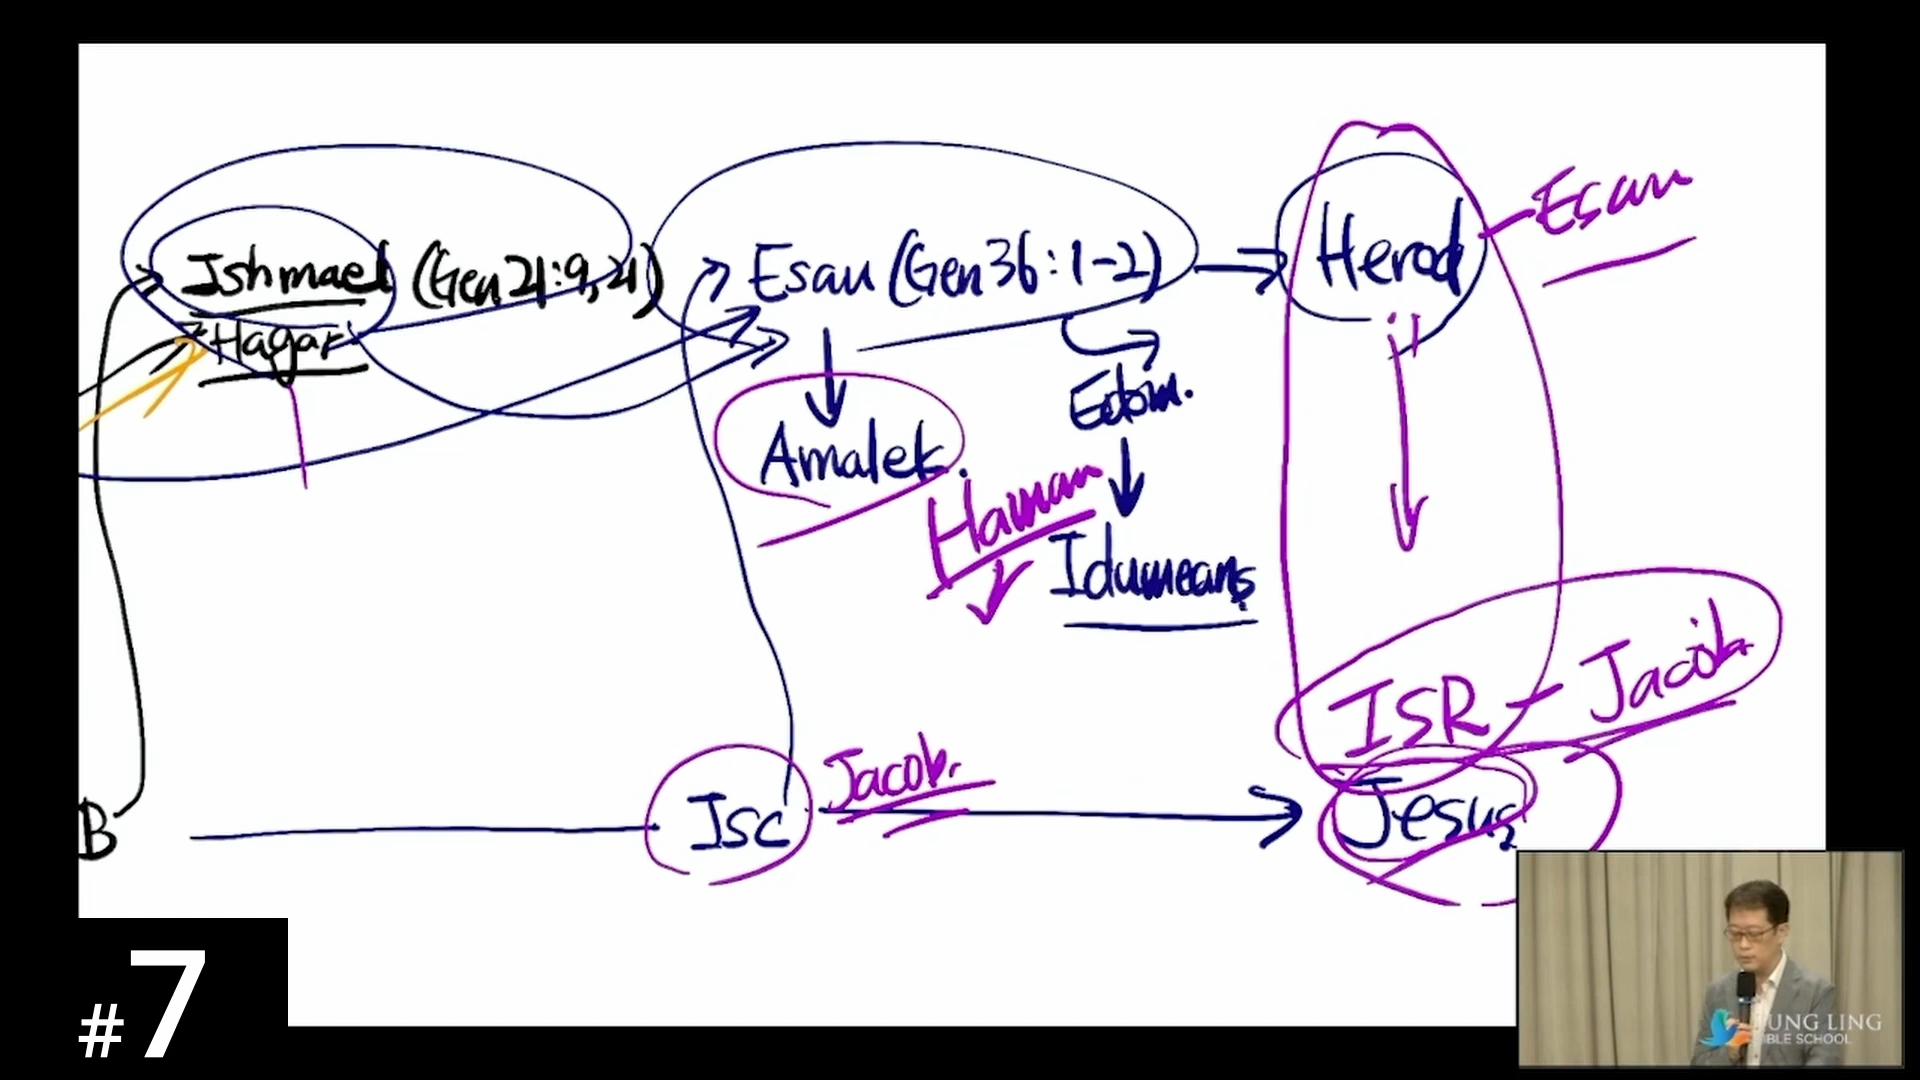 Ishmael (Gen 21:9, 21)
Hagar
Esau (Gen 36:1-2)
Herod
Esau
Edom.
Amalek.
Haman
Idumeans
ISR - Jacob.
Jacob.
B
Isc
Jesus
#7
UNG LING
IBLE SCHOOL